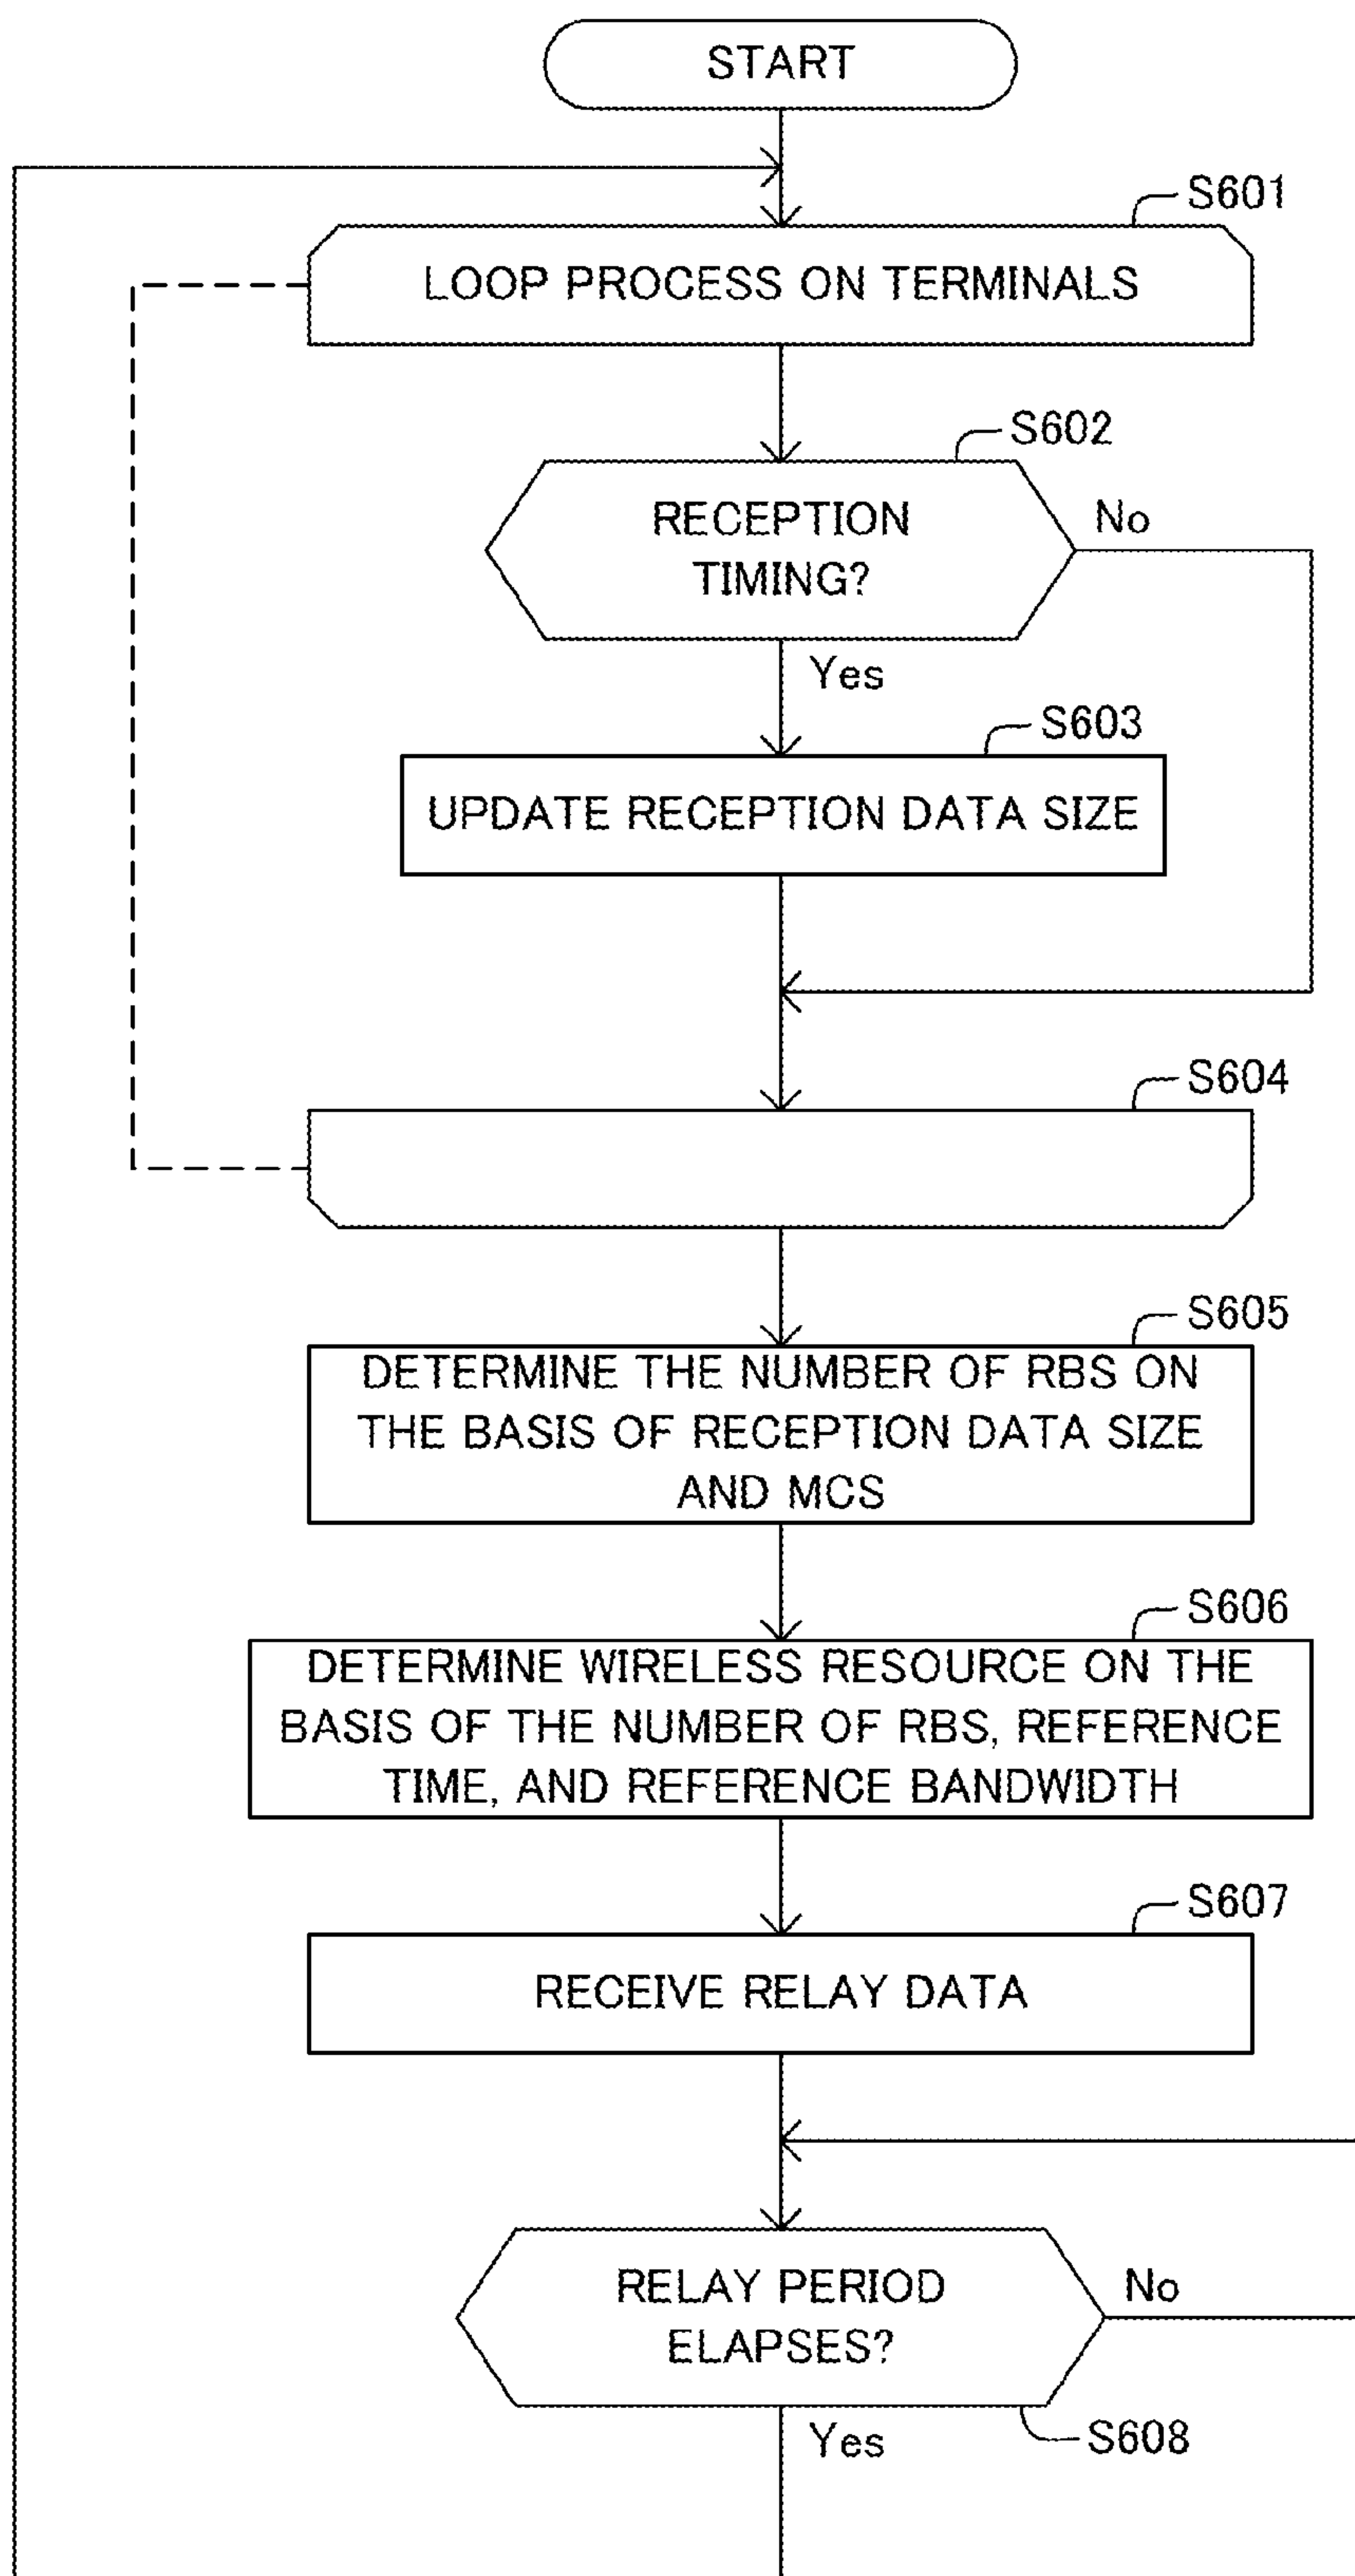 START
S601
LOOP PROCESS ON TERMINALS
S602
RECEPTION
TIMING?
No
Yes
S603
UPDATE RECEPTION DATA SIZE
S604
S605
DETERMINE THE NUMBER OF RBS ON
THE BASIS OF RECEPTION DATA SIZE
AND MCS
S606
DETERMINE WIRELESS RESOURCE ON THE
BASIS OF THE NUMBER OF RBS, REFERENCE
TIME, AND REFERENCE BANDWIDTH
S607
RECEIVE RELAY DATA
RELAY PERIOD
ELAPSES?
No
Yes
S608